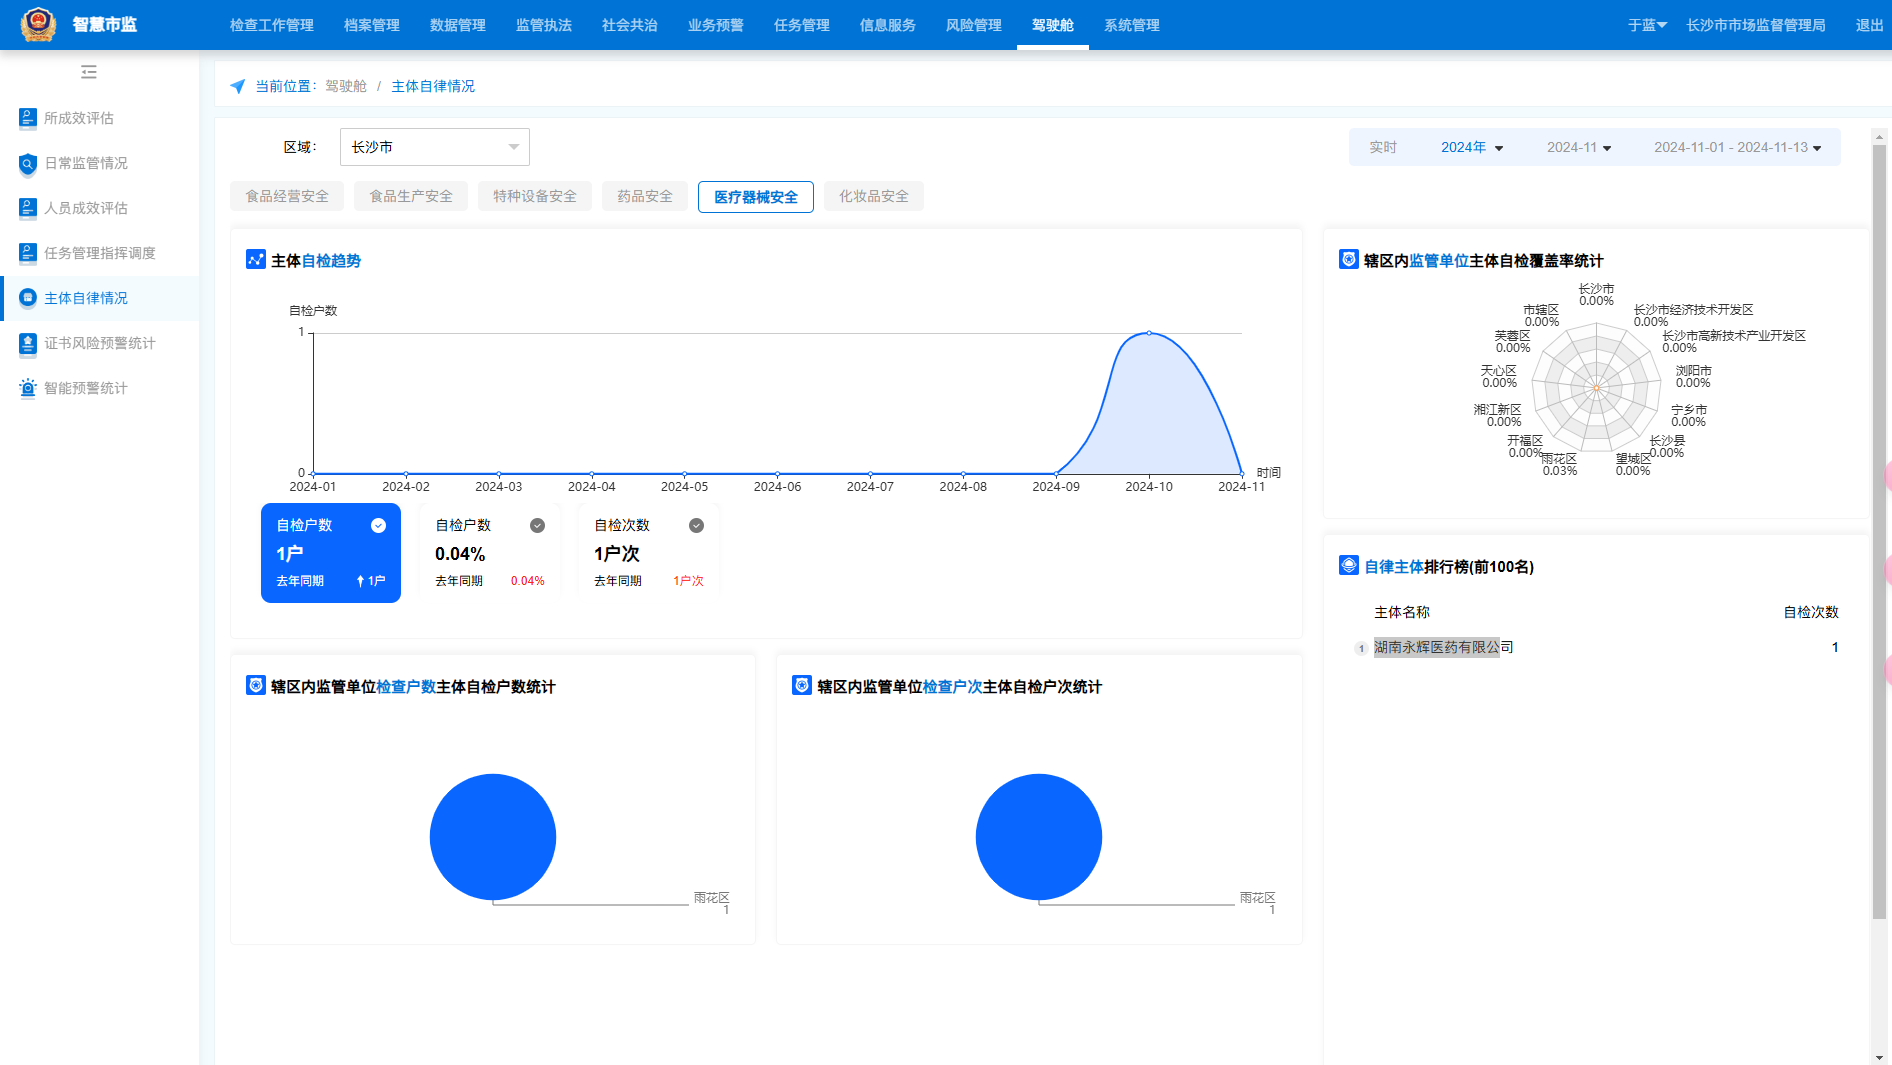 智慧市监
检查工作管理 档案管理 数据管理 监管执法 社会共治 业务预警 任务管理 信息服务 风险管理 驾驶舱 系统管理
于蓝 长沙市市场监督管理局 退出
所成效评估
日常监管情况
人员成效评估
任务管理指挥调度
主体自律情况
证书风险预警统计
智能预警统计
当前位置： 驾驶舱 / 主体自律情况
区域： 长沙市
实时 2024年 2024-11 2024-11-01 - 2024-11-13
食品经营安全 食品生产安全 特种设备安全 药品安全 医疗器械安全 化妆品安全
主体自检趋势
自检户数
1
0
时间
2024-01 2024-02 2024-03 2024-04 2024-05 2024-06 2024-07 2024-08 2024-09 2024-10 2024-11
自检户数
1户
去年同期 1户
自检户数
0.04%
去年同期 0.04%
自检次数
1户次
去年同期 1户次
辖区内监管单位主体自检覆盖率统计
长沙市
0.00%
市辖区
0.00%
长沙市经济技术开发区
0.00%
芙蓉区
0.00%
长沙市高新技术产业开发区
0.00%
天心区
0.00%
浏阳市
0.00%
湘江新区
0.00%
宁乡市
0.00%
开福区
0.00%
长沙县
0.00%
雨花区
0.03%
望城区
0.00%
自律主体排行榜(前100名)
主体名称 自检次数
1 湖南永辉医药有限公司 1
辖区内监管单位检查户数主体自检户数统计
雨花区
1
辖区内监管单位检查户次主体自检户次统计
雨花区
1